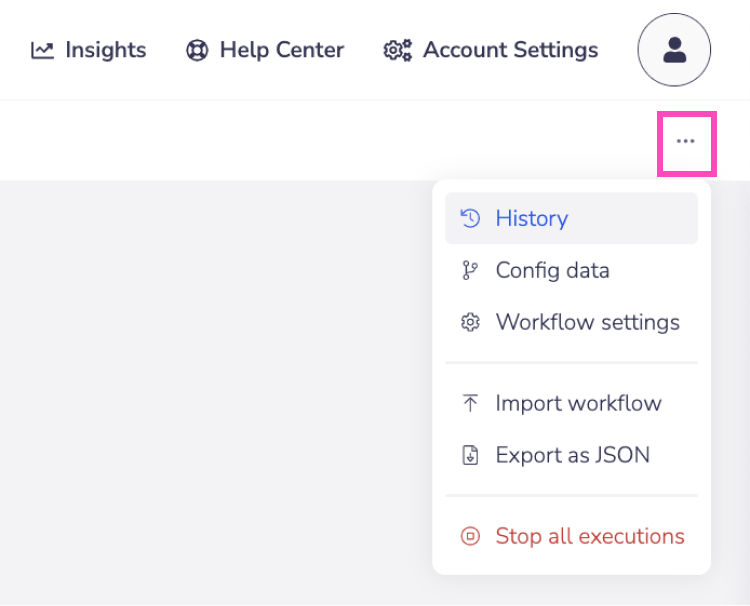 Insights Help Center Account Settings
History
Config data
Workflow settings
Import workflow
Export as JSON
Stop all executions